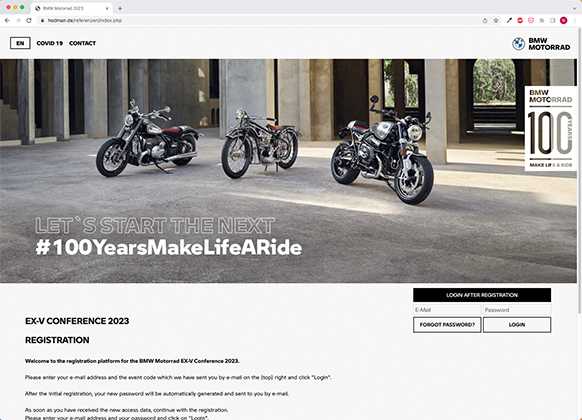 BMW Motorrad 2023
hedman.de/referenzen/index.php
N
EN COVID 19 CONTACT
BMW
MOTORRAD
BMW
MOTORRAD
100
YEARS
MAKE LIFE A RIDE
LET`S START THE NEXT
#100YearsMakeLifeARide
LOGIN AFTER REGISTRATION
E-Mail Password
FORGOT PASSWORD? LOGIN
EX-V CONFERENCE 2023
REGISTRATION
Welcome to the registration platform for the BMW Motorrad EX-V Conference 2023.
Please enter your e-mail address and the event code which we have sent you by e-mail on the (top) right and click "Login".
After the initial registration, your new password will be automatically generated and sent to you by e-mail.
As soon as you have received the new access data, continue with the registration.
Please enter your e-mail address and your password and click on "Login".